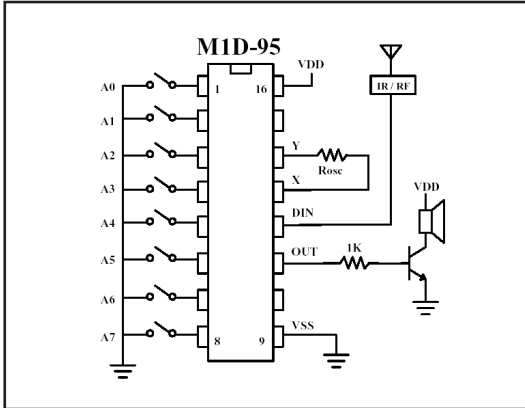 M1D-95
A0
1
16
VDD
IR / RF
A1
A2
Y
Rosc
A3
X
A4
DIN
VDD
A5
OUT
1K
A6
A7
8
9
VSS